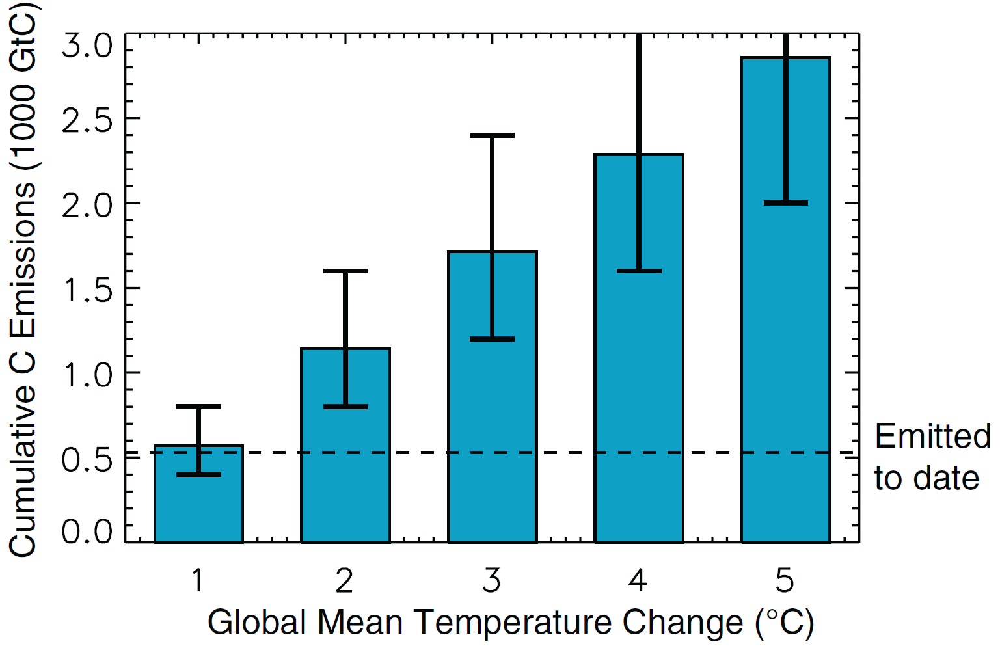 Cumulative C Emissions (1000 GtC)
3.0
2.5
2.0
1.5
1.0
0.5
0.0
Emitted
to date
1 2 3 4 5
Global Mean Temperature Change (°C)